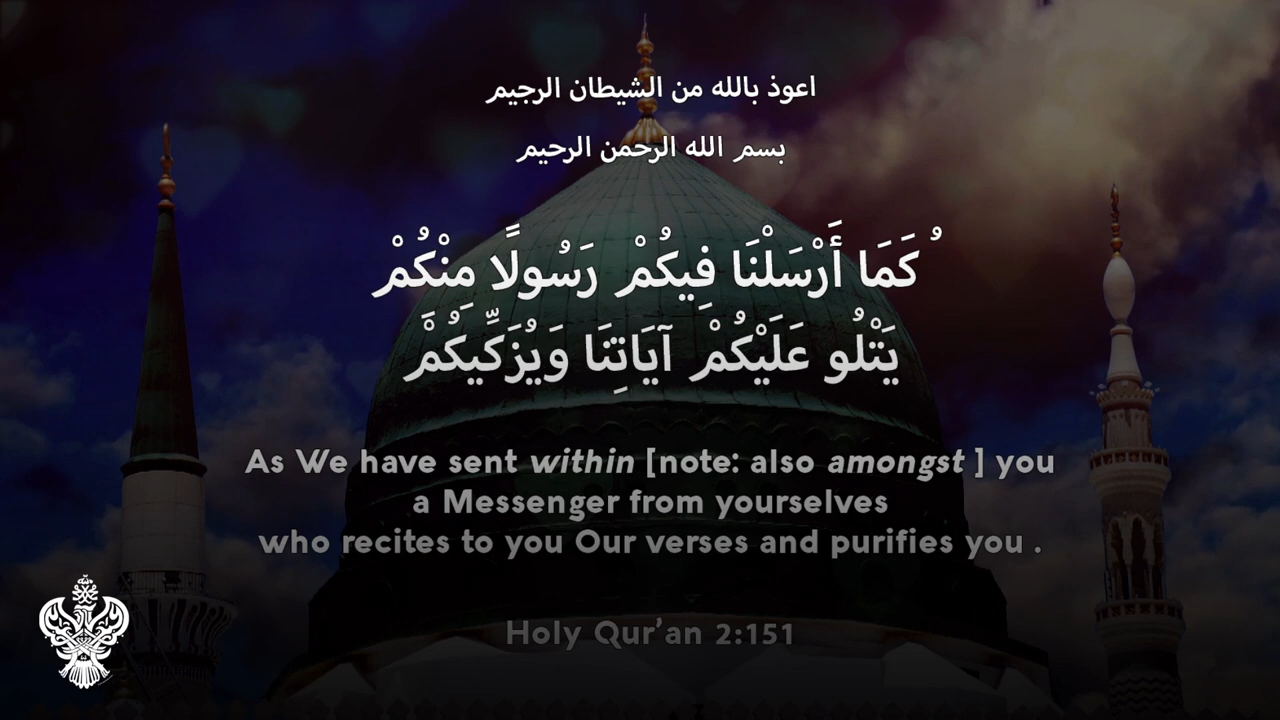 اعوذ بالله من الشيطان الرجيم
بسم الله الرحمن الرحيم
كَمَا أَرْسَلْنَا فِيكُمْ رَسُولًا مِنْكُمْ
يَتْلُو عَلَيْكُمْ آيَاتِنَا وَيُزَكِّيكُمْ
As We have sent within [note: also amongst ] you
a Messenger from yourselves
who recites to you Our verses and purifies you .
Holy Qur'an 2:151